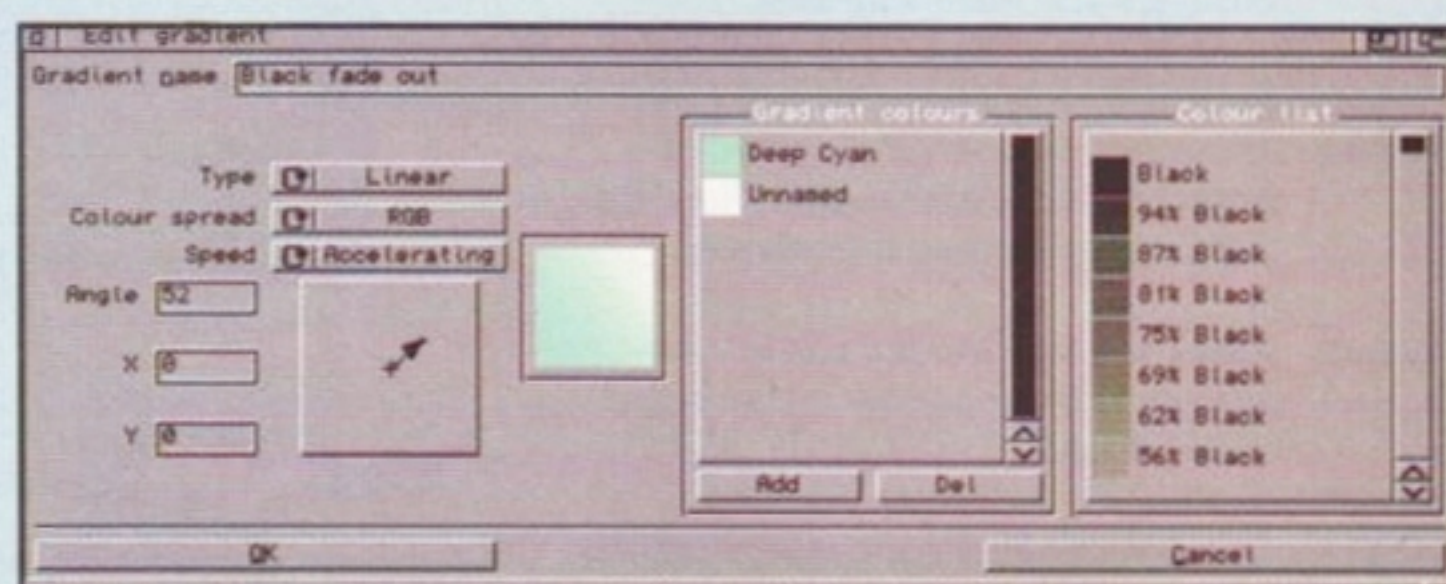 Edit gradient
Gradient name Black fade out
Type Linear
Colour spread RGB
Speed Accelerating
Angle 52
X 0
Y 0
Gradient colours
Deep Cyan
Unnamed
Add Del
Colour list
Black
94% Black
87% Black
81% Black
75% Black
69% Black
62% Black
56% Black
OK Cancel